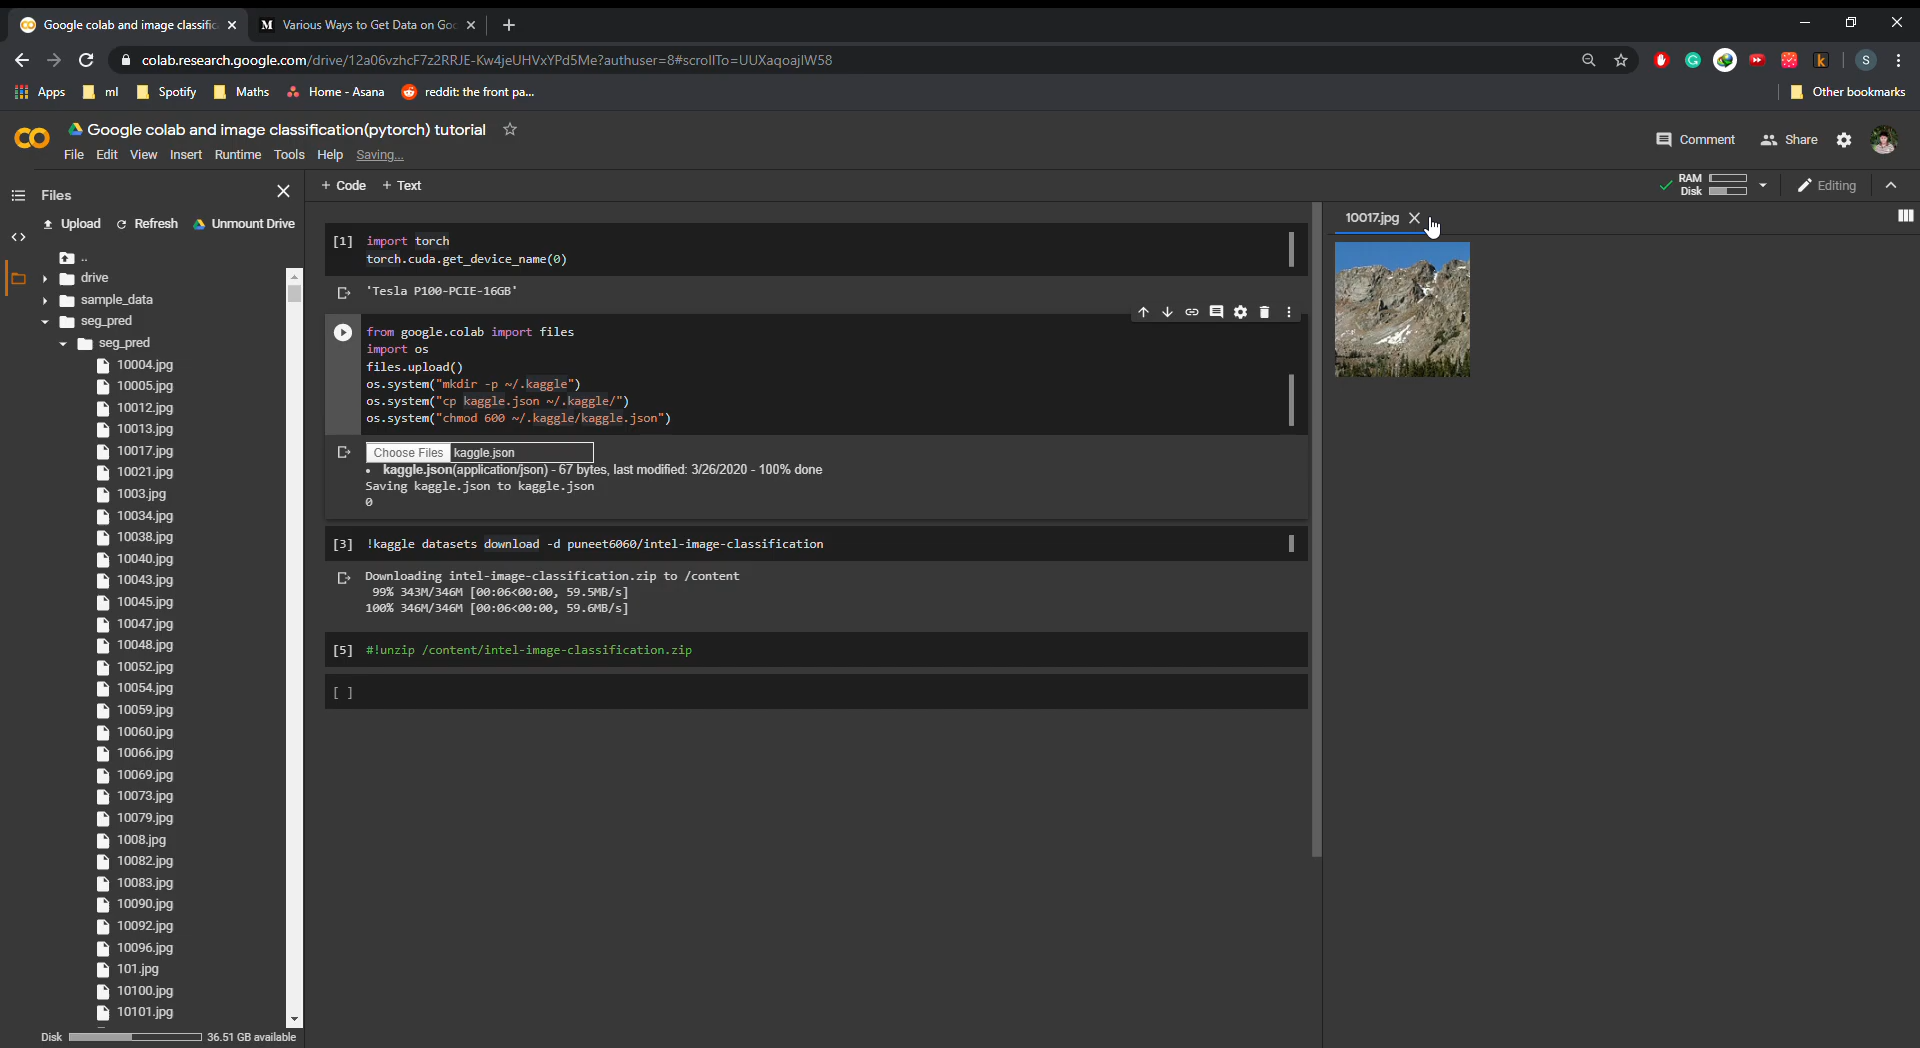 Google colab and image classific
M Various Ways to Get Data on Goo
colab.research.google.com/drive/12a06vzhcF7z2RRJE-Kw4jeUHVxYPd5Me?authuser=8#scrollTo=UUXaqoajIW58
S
Apps ml Spotify Maths Home - Asana reddit: the front pa... Other bookmarks
Google colab and image classification(pytorch) tutorial
File Edit View Insert Runtime Tools Help Saving...
Comment Share
Files
+ Code + Text
RAM
Disk
Editing
Upload Refresh Unmount Drive
..
drive
sample_data
seg_pred
seg_pred
10004.jpg
10005.jpg
10012.jpg
10013.jpg
10017.jpg
10021.jpg
1003.jpg
10034.jpg
10038.jpg
10040.jpg
10043.jpg
10045.jpg
10047.jpg
10048.jpg
10052.jpg
10054.jpg
10059.jpg
10060.jpg
10066.jpg
10069.jpg
10073.jpg
10079.jpg
1008.jpg
10082.jpg
10083.jpg
10090.jpg
10092.jpg
10096.jpg
101.jpg
10100.jpg
10101.jpg
Disk 36.51 GB available
[1] import torch
torch.cuda.get_device_name(0)
'Tesla P100-PCIE-16GB'
from google.colab import files
import os
files.upload()
os.system("mkdir -p ~/.kaggle")
os.system("cp kaggle.json ~/.kaggle/")
os.system("chmod 600 ~/.kaggle/kaggle.json")
Choose Files kaggle.json
• kaggle.json(application/json) - 67 bytes, last modified: 3/26/2020 - 100% done
Saving kaggle.json to kaggle.json
0
[3] !kaggle datasets download -d puneet6060/intel-image-classification
Downloading intel-image-classification.zip to /content
99% 343M/346M [00:06<00:00, 59.5MB/s]
100% 346M/346M [00:06<00:00, 59.6MB/s]
[5] #!unzip /content/intel-image-classification.zip
[ ]
10017.jpg